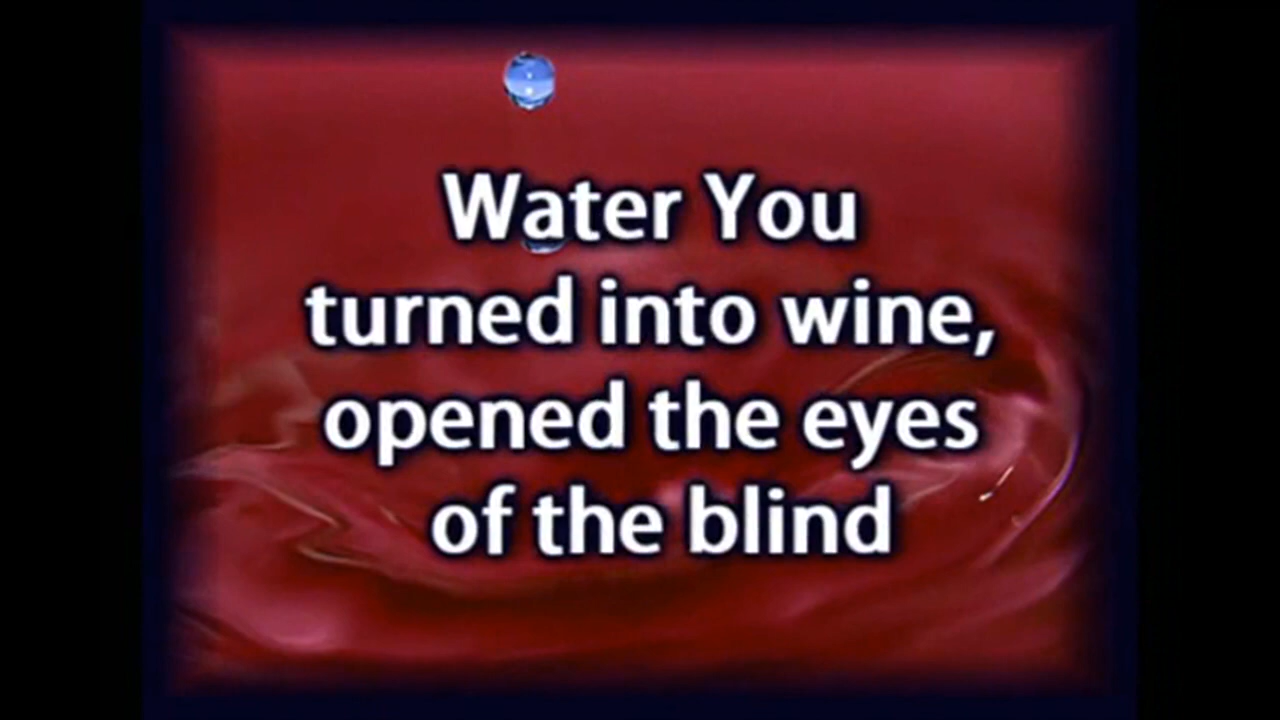 Water You
turned into wine,
opened the eyes
of the blind